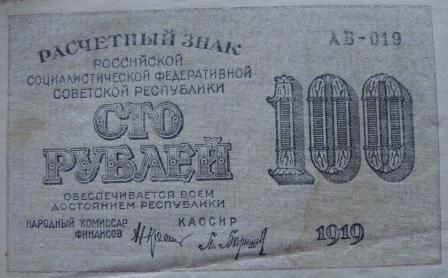 РАСЧЕТНЫЙ ЗНАК
АБ-019
РОССИЙСКОЙ
СОЦИАЛИСТИЧЕСКОЙ ФЕДЕРАТИВНОЙ
СОВЕТСКОЙ РЕСПУБЛИКИ
СТО
РУБЛЕЙ
100
ОБЕСПЕЧИВАЕТСЯ ВСЕМ
ДОСТОЯНИЕМ РЕСПУБЛИКИ
НАРОДНЫЙ КОМИССАР
ФИНАНСОВ
КАССИР
1919